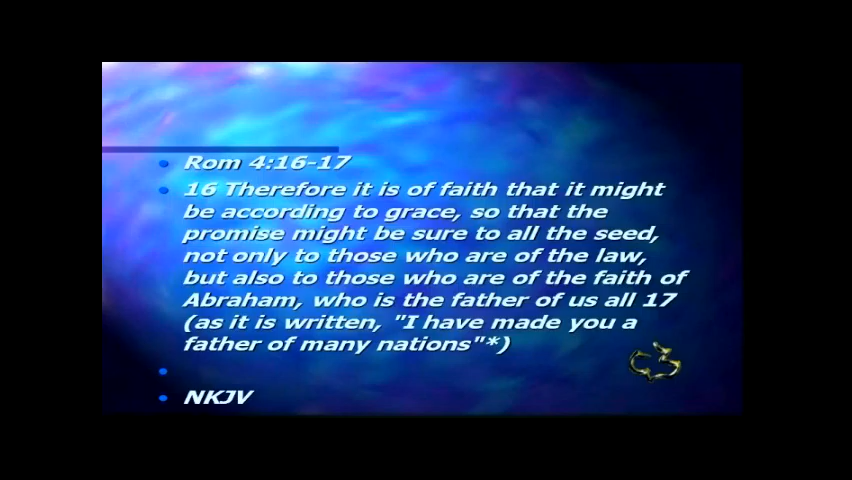 Rom 4:16-17
16 Therefore it is of faith that it might
be according to grace, so that the
promise might be sure to all the seed,
not only to those who are of the law,
but also to those who are of the faith of
Abraham, who is the father of us all 17
(as it is written, "I have made you a
father of many nations"*)
NKJV